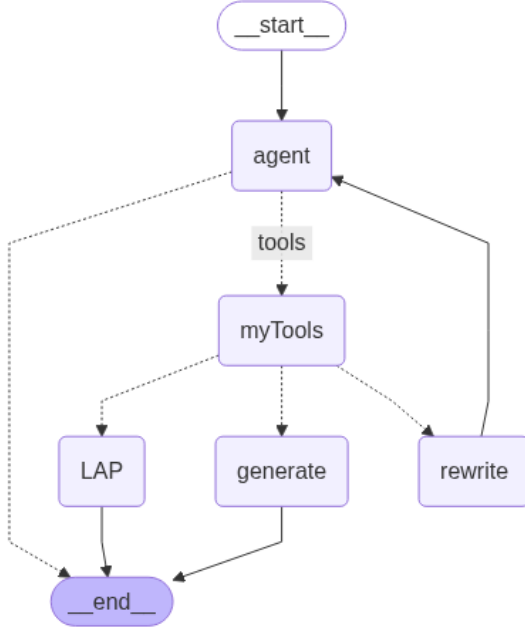 __start__
agent
tools
myTools
LAP
generate
rewrite
__end__